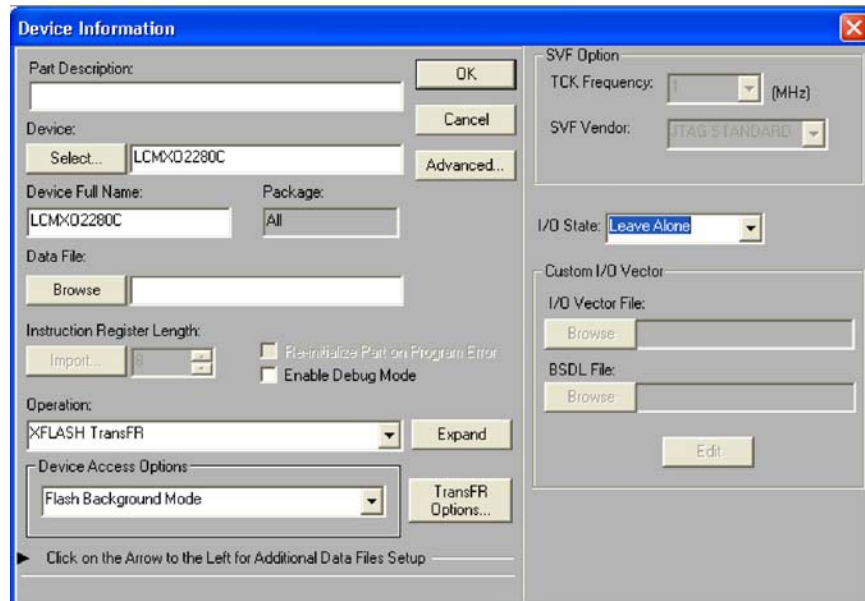 Device Information
Part Description:
OK
Cancel
Device:
Select...
LCMXO2280C
Advanced...
Device Full Name:
Package:
LCMXO2280C
All
Data File:
Browse
Instruction Register Length:
Import...
8
Re-initialize Part on Program Error
Enable Debug Mode
Operation:
XFLASH TransFR
Expand
Device Access Options
Flash Background Mode
TransFR
Options...
Click on the Arrow to the Left for Additional Data Files Setup
SVF Option
TCK Frequency:
1
(MHz)
SVF Vendor:
JTAG STANDARD
I/O State:
Leave Alone
Custom I/O Vector
I/O Vector File:
Browse
BSDL File:
Browse
Edit